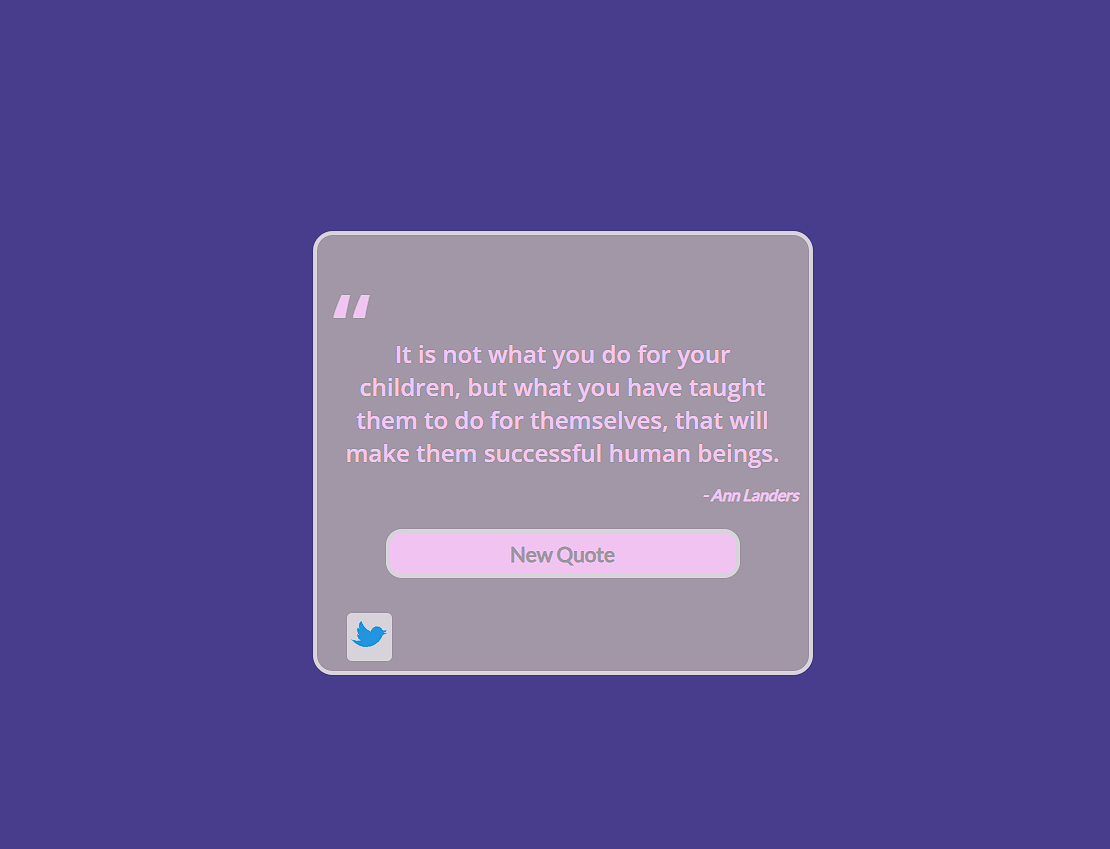 “
It is not what you do for your
children, but what you have taught
them to do for themselves, that will
make them successful human beings.
- Ann Landers
New Quote